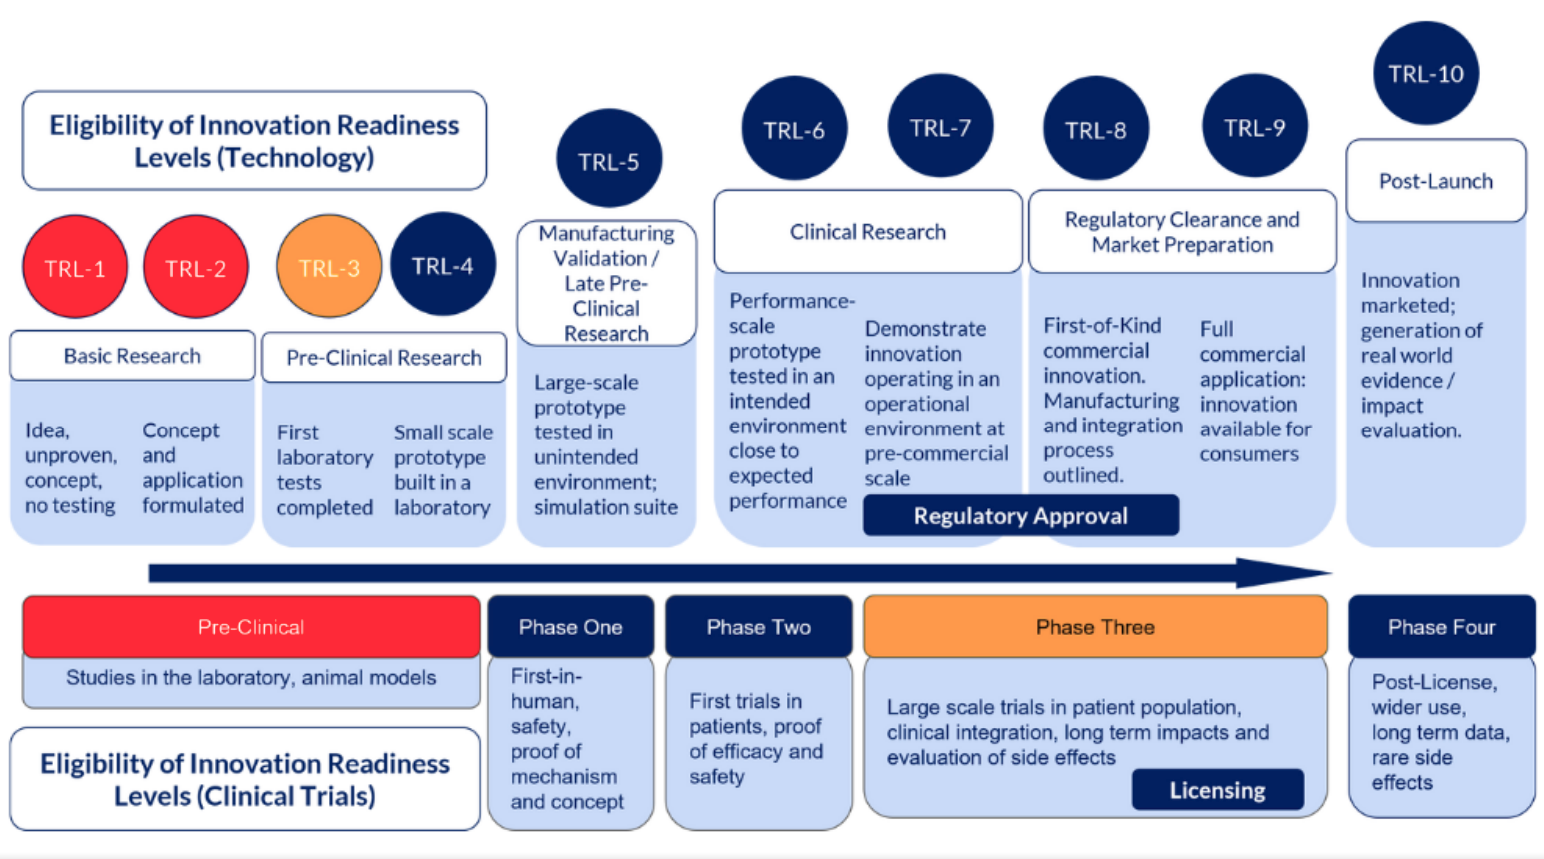 Eligibility of Innovation Readiness
Levels (Technology)
TRL-1
TRL-2
TRL-3
TRL-4
TRL-5
TRL-6
TRL-7
TRL-8
TRL-9
TRL-10
Basic Research
Idea,
unproven,
concept,
no testing
Concept
and
application
formulated
Pre-Clinical Research
First
laboratory
tests
completed
Small scale
prototype
built in a
laboratory
Manufacturing
Validation /
Late Pre-
Clinical
Research
Large-scale
prototype
tested in
unintended
environment;
simulation suite
Clinical Research
Performance-
scale
prototype
tested in an
intended
environment
close to
expected
performance
Demonstrate
innovation
operating in an
operational
environment at
pre-commercial
scale
Regulatory Clearance and
Market Preparation
First-of-Kind
commercial
innovation.
Manufacturing
and integration
process
outlined.
Full
commercial
application:
innovation
available for
consumers
Regulatory Approval
Post-Launch
Innovation
marketed;
generation of
real world
evidence /
impact
evaluation.
Pre-Clinical
Studies in the laboratory, animal models
Phase One
First-in-
human,
safety,
proof of
mechanism
and concept
Phase Two
First trials in
patients, proof
of efficacy and
safety
Phase Three
Large scale trials in patient population,
clinical integration, long term impacts and
evaluation of side effects
Licensing
Phase Four
Post-License,
wider use,
long term data,
rare side
effects
Eligibility of Innovation Readiness
Levels (Clinical Trials)